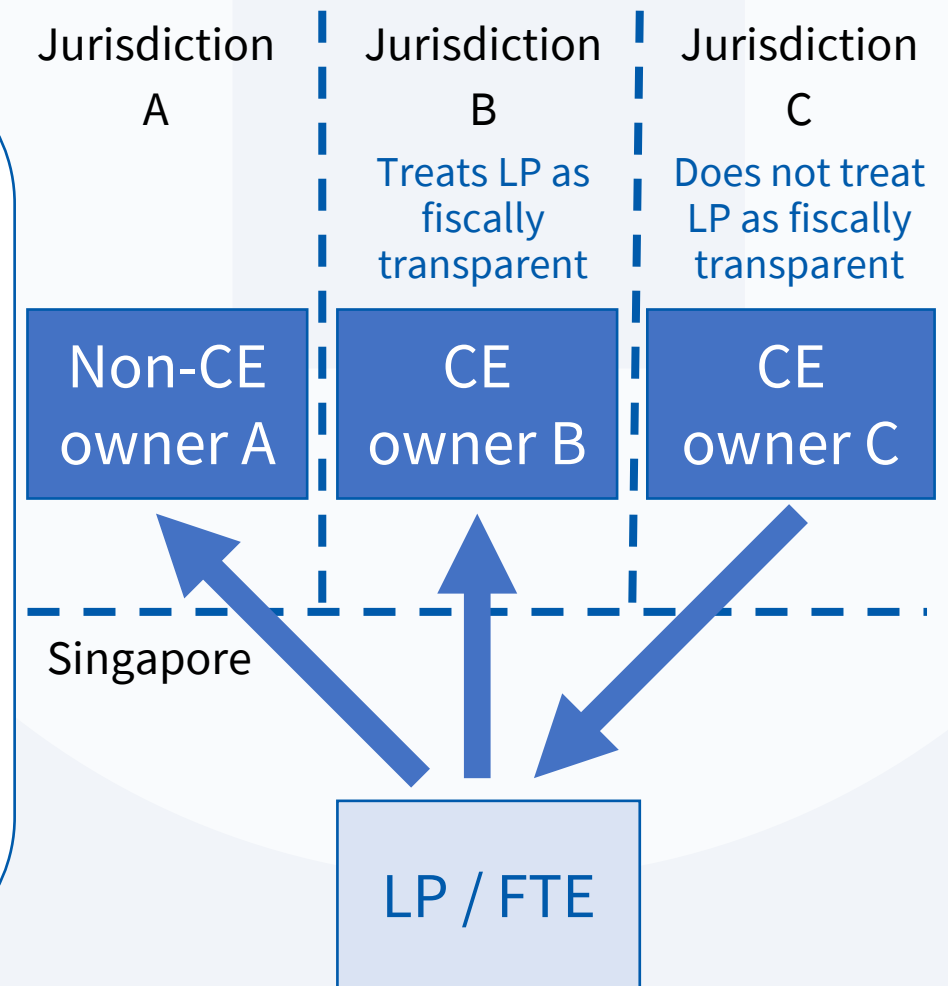 Jurisdiction
A
Jurisdiction
B
Treats LP as
fiscally
transparent
Jurisdiction
C
Does not treat
LP as fiscally
transparent
Non-CE
owner A
CE
owner B
CE
owner C
Singapore
LP / FTE